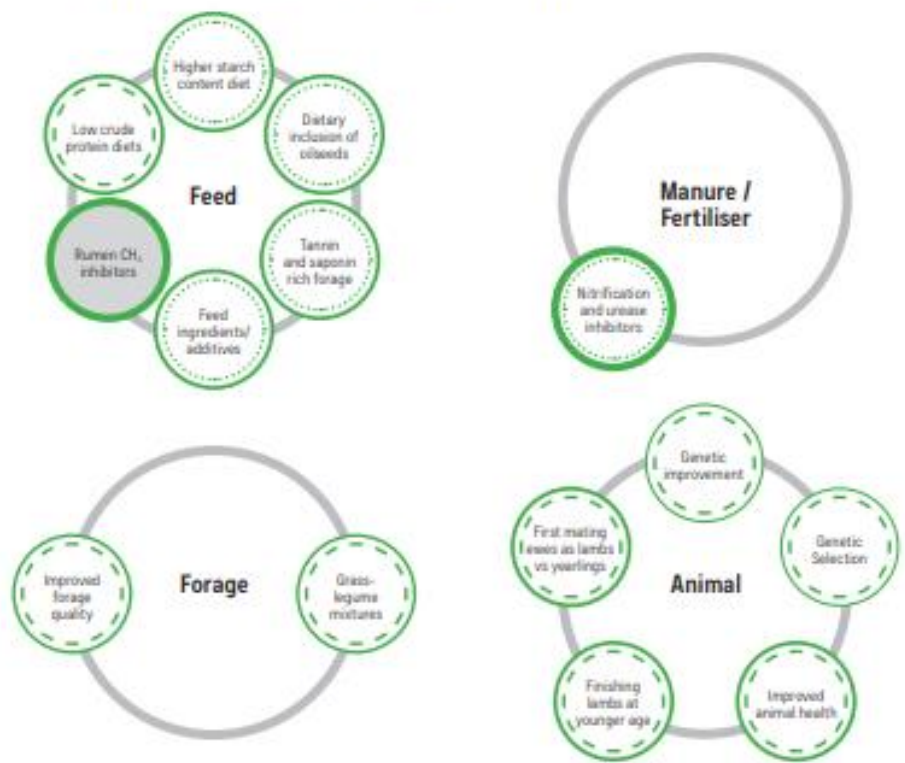 Higher starch
content diet
Low crude
protein diets
Dietary
inclusion of
oilseeds
Feed
Rumen CH₄
inhibitors
Tannin
and saponin
rich forage
Feed
ingredients/
additives
Manure /
Fertiliser
Nitrification
and urease
inhibitors
Improved
forage
quality
Forage
Grass-
legume
mixtures
Genetic
improvement
First mating
ewes as lambs
vs yearlings
Genetic
Selection
Animal
Finishing
lambs at
younger age
Improved
animal health